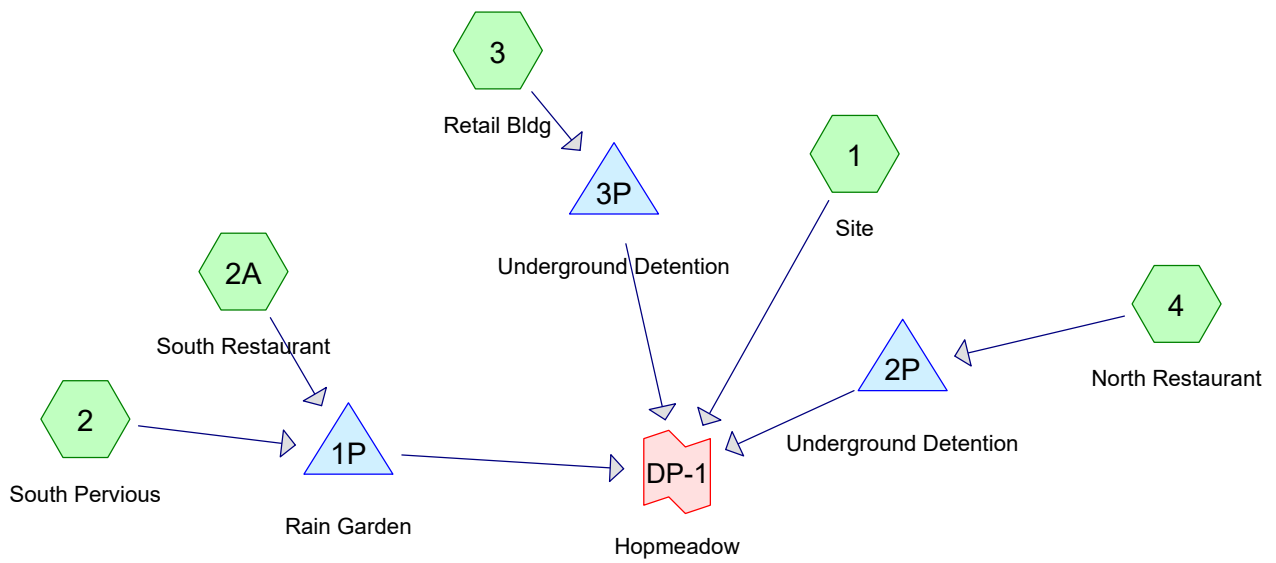 3
Retail Bldg
1
Site
3P
Underground Detention
2A
South Restaurant
4
North Restaurant
2P
Underground Detention
2
South Pervious
1P
Rain Garden
DP-1
Hopmeadow